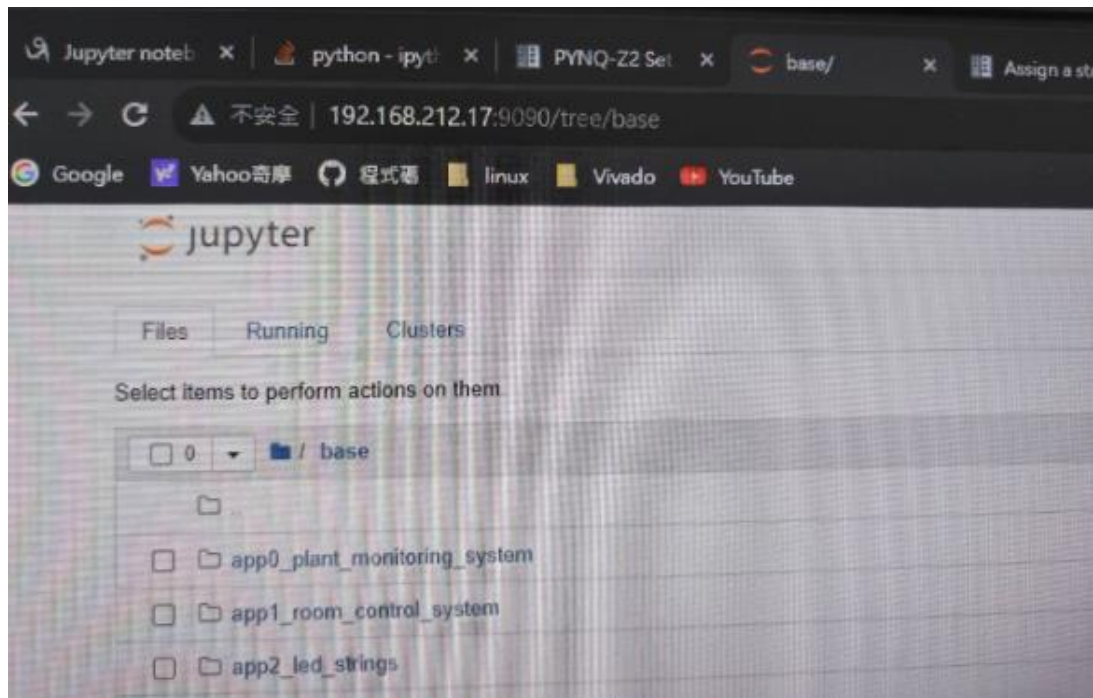 Jupyter noteb × python - ipyt × PYNQ-Z2 Set × base/ × Assign a sta
不安全 | 192.168.212.17:9090/tree/base
Google Yahoo奇摩 程式碼 linux Vivado YouTube
jupyter
Files Running Clusters
Select items to perform actions on them.
0 / base
..
app0_plant_monitoring_system
app1_room_control_system
app2_led_strings